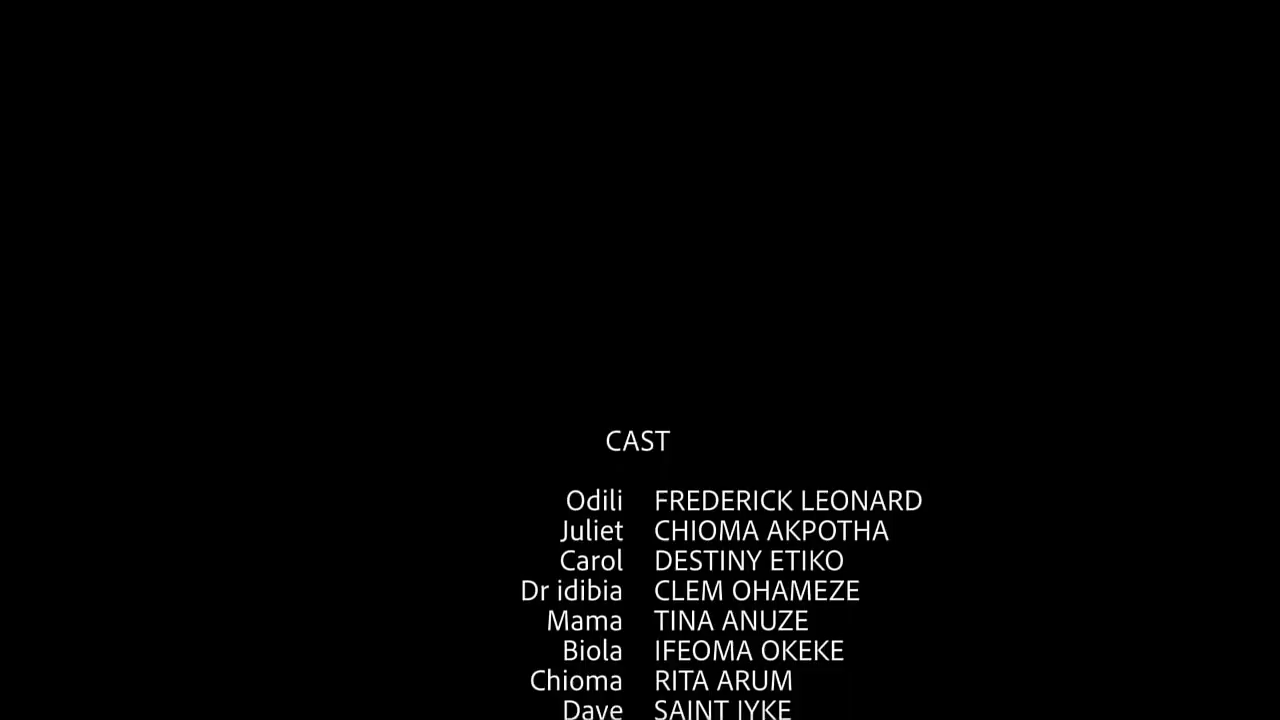 CAST
Odili FREDERICK LEONARD
Juliet CHIOMA AKPOTHA
Carol DESTINY ETIKO
Dr idibia CLEM OHAMEZE
Mama TINA ANUZE
Biola IFEOMA OKEKE
Chioma RITA ARUM
Dave SAINT IYKE